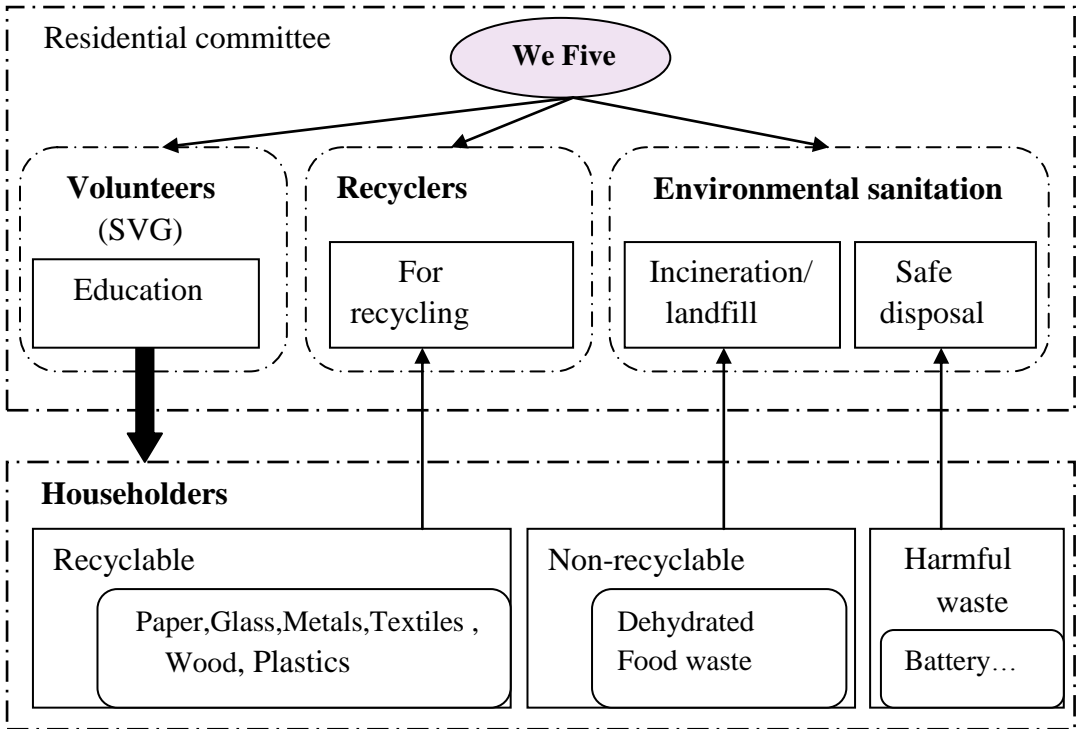 Residential committee
We Five
Volunteers
(SVG)
Education
Recyclers
For
recycling
Environmental sanitation
Incineration/
landfill
Safe
disposal
Householders
Recyclable
Paper,Glass,Metals,Textiles ,
Wood, Plastics
Non-recyclable
Dehydrated
Food waste
Harmful
waste
Battery…